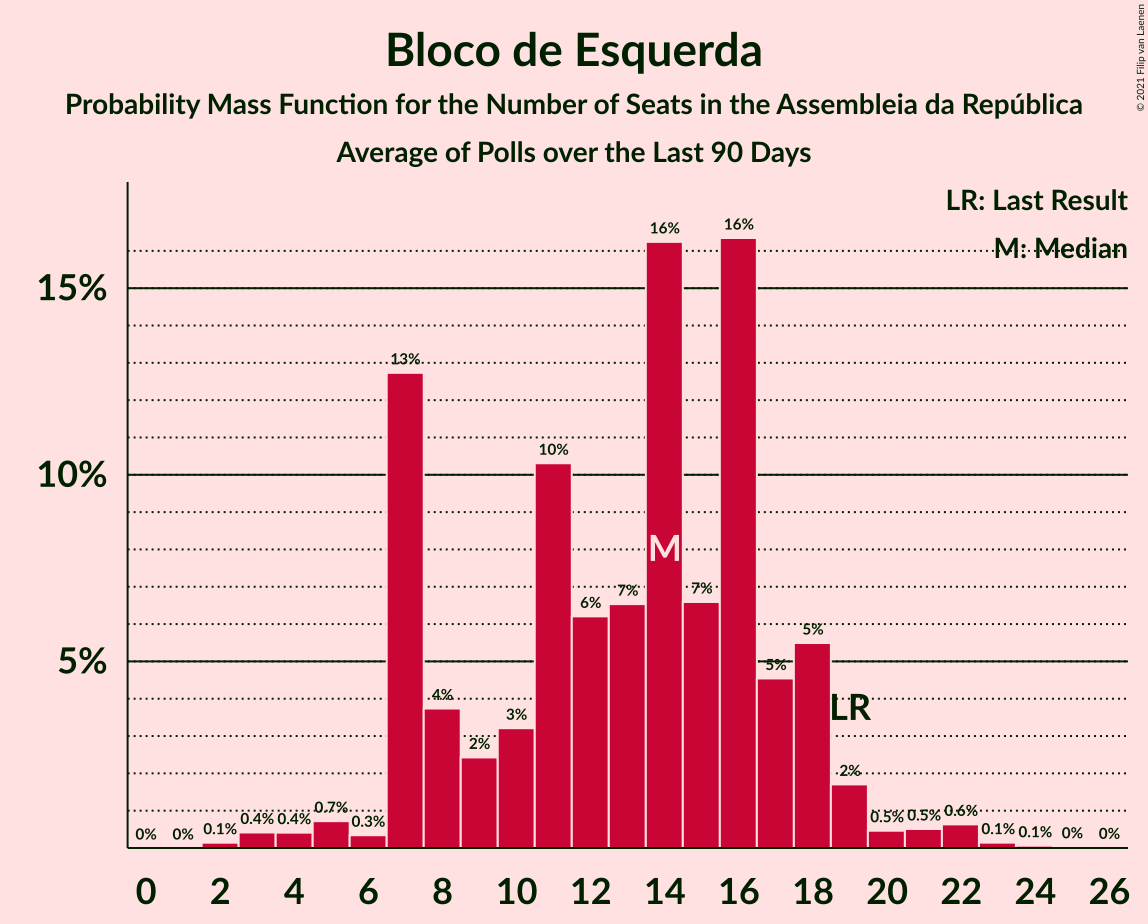 Bloco de Esquerda
Probability Mass Function for the Number of Seats in the Assembleia da República
Average of Polls over the Last 90 Days
© 2021 Filip van Laenen
LR: Last Result
M: Median
15%
10%
5%
0% 0% 0.1% 0.4% 0.4% 0.7% 0.3% 13% 4% 2% 3% 10% 6% 7% 16% 7% 16% 5% 5% 2% 0.5% 0.5% 0.6% 0.1% 0.1% 0% 0%
M
LR
0 2 4 6 8 10 12 14 16 18 20 22 24 26